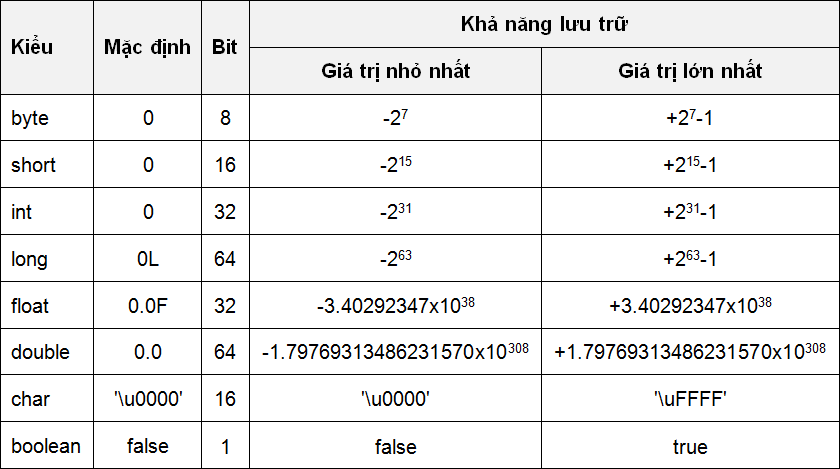 Kiểu Mặc định Bit Khả năng lưu trữ
Giá trị nhỏ nhất Giá trị lớn nhất
byte 0 8 -2⁷ +2⁷-1
short 0 16 -2¹⁵ +2¹⁵-1
int 0 32 -2³¹ +2³¹-1
long 0L 64 -2⁶³ +2⁶³-1
float 0.0F 32 -3.40292347x10³⁸ +3.40292347x10³⁸
double 0.0 64 -1.79769313486231570x10³⁰⁸ +1.79769313486231570x10³⁰⁸
char '\u0000' 16 '\u0000' '\uFFFF'
boolean false 1 false true